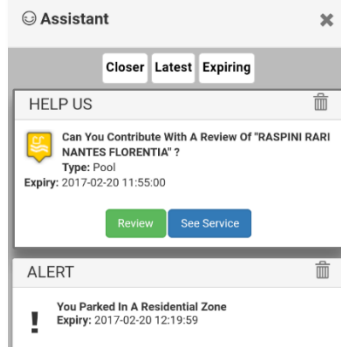 Assistant
Closer Latest Expiring
HELP US
Can You Contribute With A Review Of "RASPINI RARI
NANTES FLORENTIA" ?
Type: Pool
Expiry: 2017-02-20 11:55:00
Review See Service
ALERT
You Parked In A Residential Zone
Expiry: 2017-02-20 12:19:59